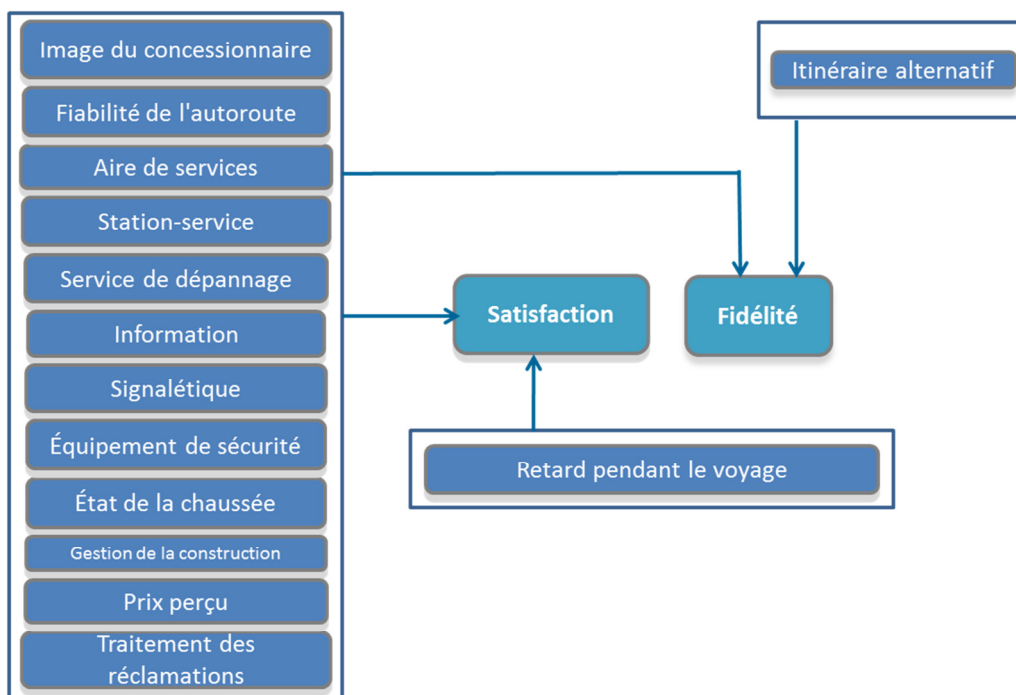 Image du concessionnaire
Fiabilité de l'autoroute
Aire de services
Station-service
Service de dépannage
Information
Signalétique
Équipement de sécurité
État de la chaussée
Gestion de la construction
Prix perçu
Traitement des
réclamations
Itinéraire alternatif
Satisfaction
Fidélité
Retard pendant le voyage